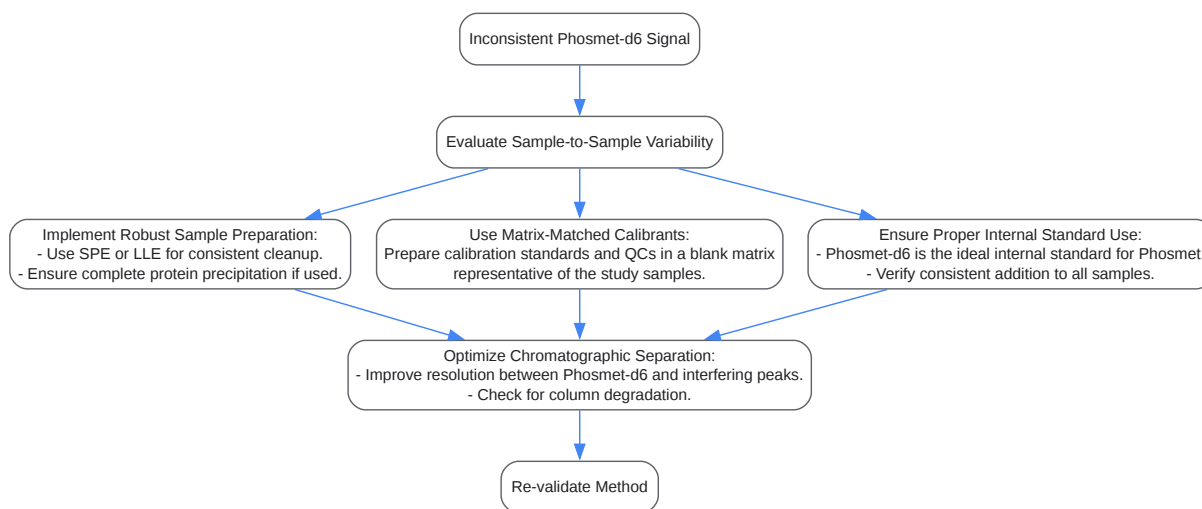 Inconsistent Phosmet-d6 Signal
Evaluate Sample-to-Sample Variability
Implement Robust Sample Preparation:
- Use SPE or LLE for consistent cleanup.
- Ensure complete protein precipitation if used.
Use Matrix-Matched Calibrants:
Prepare calibration standards and QCs in a blank matrix
representative of the study samples.
Ensure Proper Internal Standard Use:
- Phosmet-d6 is the ideal internal standard for Phosmet
- Verify consistent addition to all samples.
Optimize Chromatographic Separation:
- Improve resolution between Phosmet-d6 and interfering peaks.
- Check for column degradation.
Re-validate Method